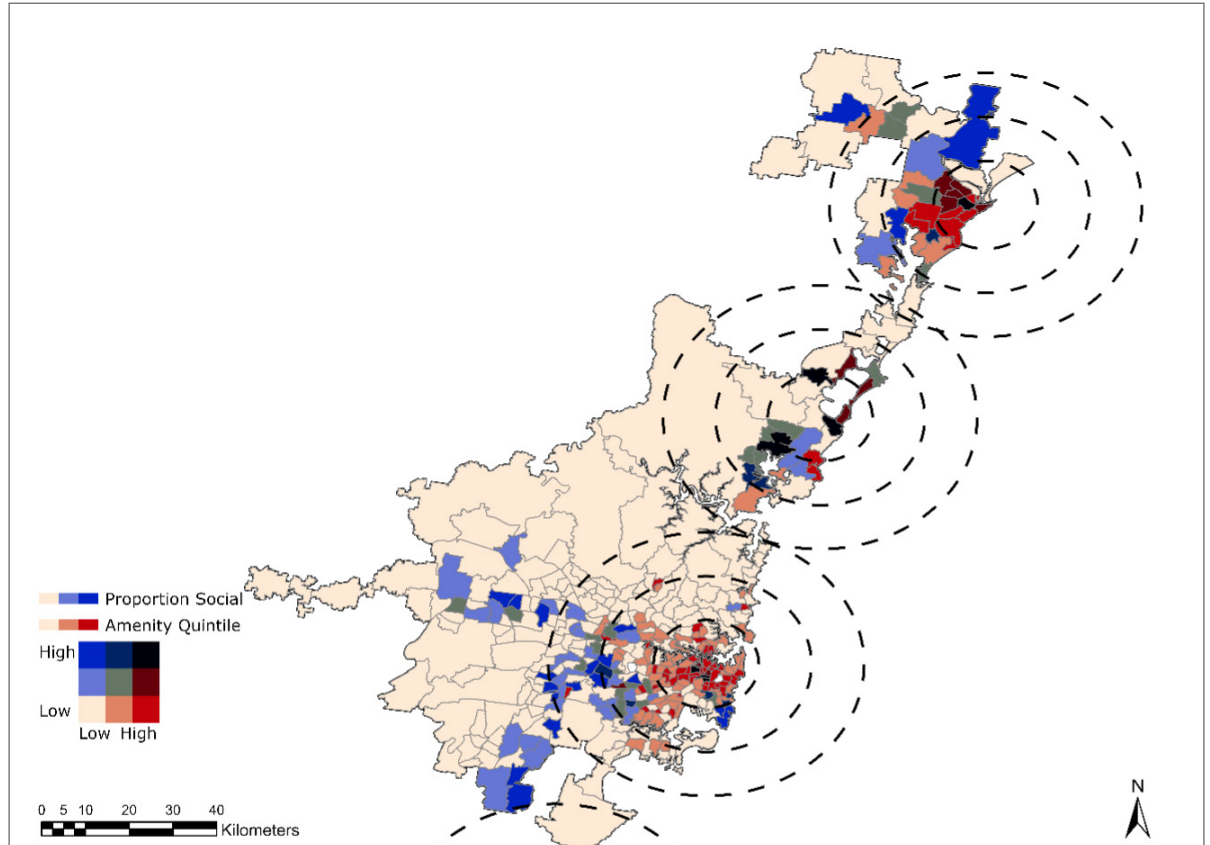 Proportion Social
Amenity Quintile
High
Low
Low High
0 5 10 20 30 40
Kilometers
N